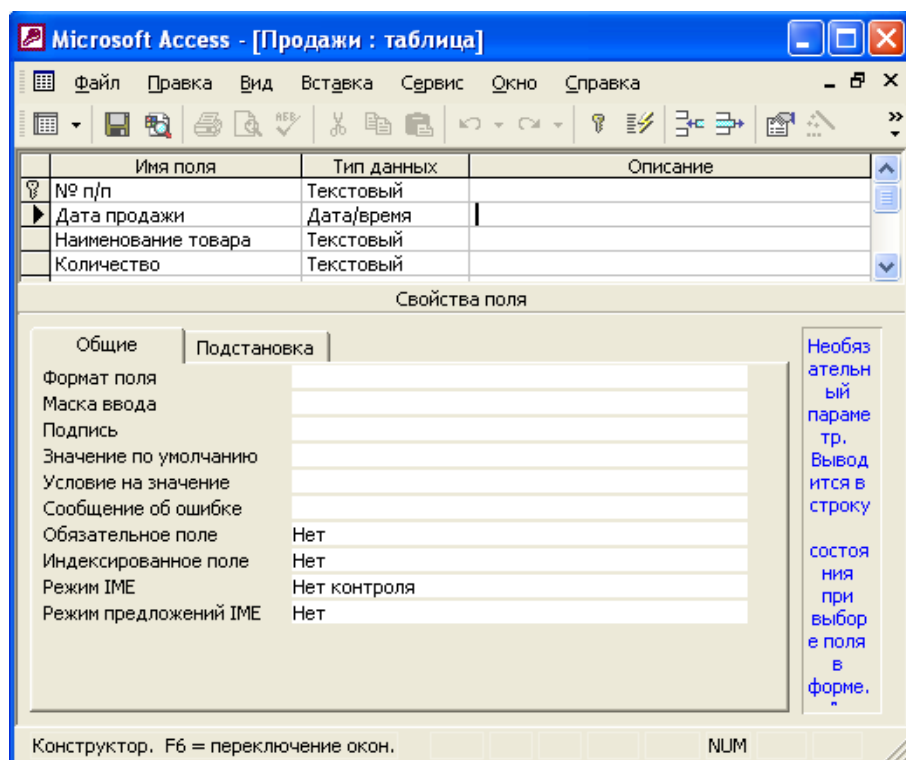 Microsoft Access - [Продажи : таблица]
Файл Правка Вид Вставка Сервис Окно Справка
Имя поля Тип данных Описание
№ п/п Текстовый
Дата продажи Дата/время
Наименование товара Текстовый
Количество Текстовый
Свойства поля
Общие Подстановка
Формат поля
Маска ввода
Подпись
Значение по умолчанию
Условие на значение
Сообщение об ошибке
Обязательное поле Нет
Индексированное поле Нет
Режим IME Нет контроля
Режим предложений IME Нет
Необяз
ательн
ый
параме
тр.
Вывод
ится в
строку
состоя
ния
при
выбор
е поля
в
форме.
Конструктор. F6 = переключение окон. NUM